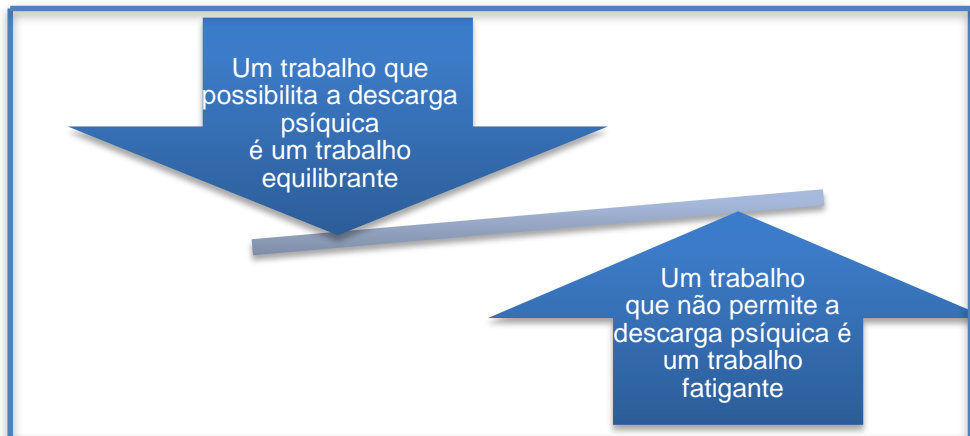 Um trabalho que
possibilita a descarga
psíquica
é um trabalho
equilibrante
Um trabalho
que não permite a
descarga psíquica é
um trabalho
fatigante